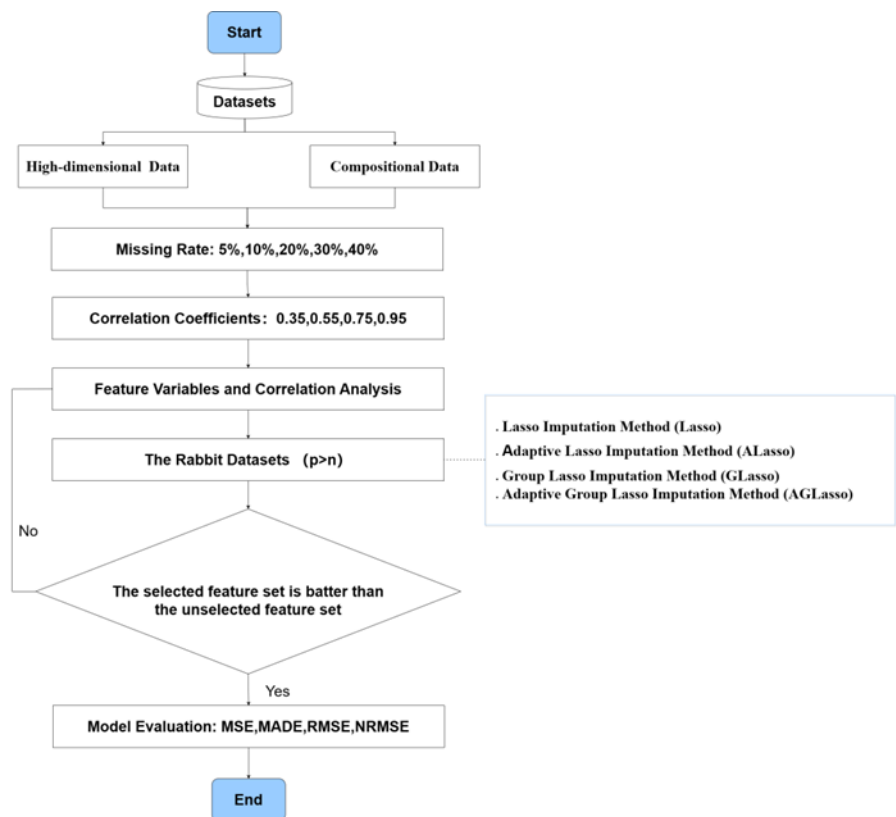 Start
Datasets
High-dimensional Data
Compositional Data
Missing Rate: 5%,10%,20%,30%,40%
Correlation Coefficients: 0.35,0.55,0.75,0.95
Feature Variables and Correlation Analysis
The Rabbit Datasets (p>n)
. Lasso Imputation Method (Lasso)
. Adaptive Lasso Imputation Method (ALasso)
. Group Lasso Imputation Method (GLasso)
. Adaptive Group Lasso Imputation Method (AGLasso)
No
The selected feature set is batter than
the unselected feature set
Yes
Model Evaluation: MSE,MADE,RMSE,NRMSE
End